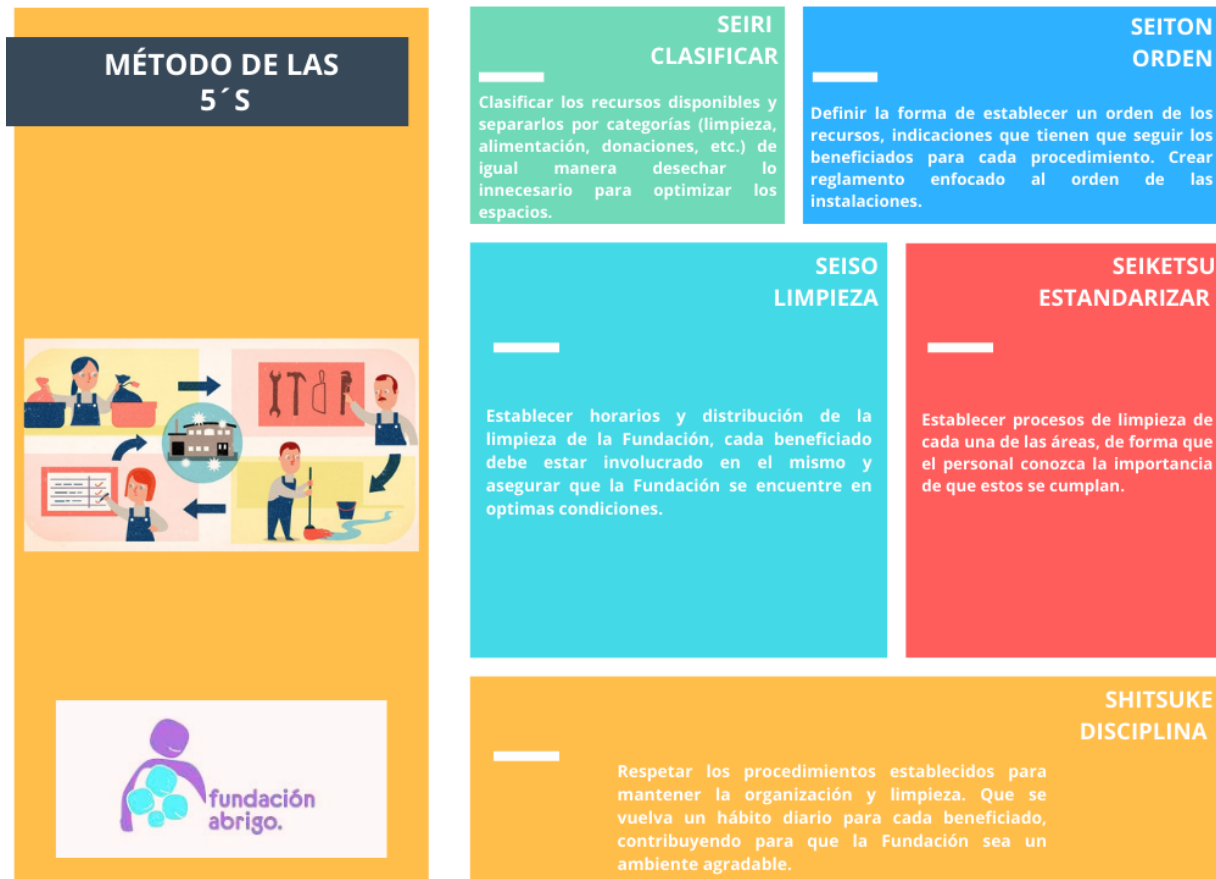 MÉTODO DE LAS
5´S
fundación
abrigo.
SEIRI
CLASIFICAR
Clasificar los recursos disponibles y
separarlos por categorías (limpieza,
alimentación, donaciones, etc.) de
igual manera desechar lo
innecesario para optimizar los
espacios.
SEITON
ORDEN
Definir la forma de establecer un orden de los
recursos, indicaciones que tienen que seguir los
beneficiados para cada procedimiento. Crear
reglamento enfocado al orden de las
instalaciones.
SEISO
LIMPIEZA
Establecer horarios y distribución de la
limpieza de la Fundación, cada beneficiado
debe estar involucrado en el mismo y
asegurar que la Fundación se encuentre en
optimas condiciones.
SEIKETSU
ESTANDARIZAR
Establecer procesos de limpieza de
cada una de las áreas, de forma que
el personal conozca la importancia
de que estos se cumplan.
SHITSUKE
DISCIPLINA
Respetar los procedimientos establecidos para
mantener la organización y limpieza. Que se
vuelva un hábito diario para cada beneficiado,
contribuyendo para que la Fundación sea un
ambiente agradable.